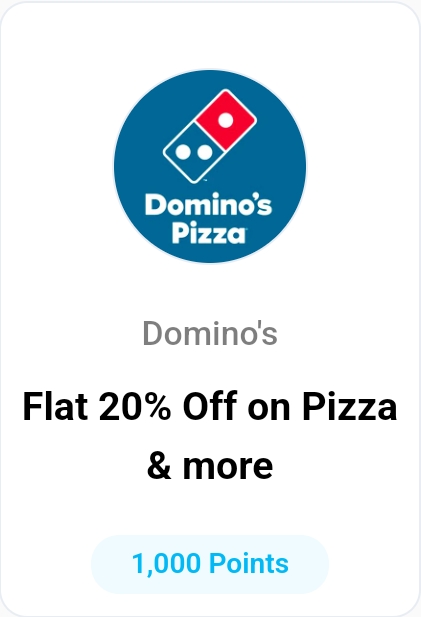 Domino's
Pizza
Domino's
Flat 20% Off on Pizza
& more
1,000 Points